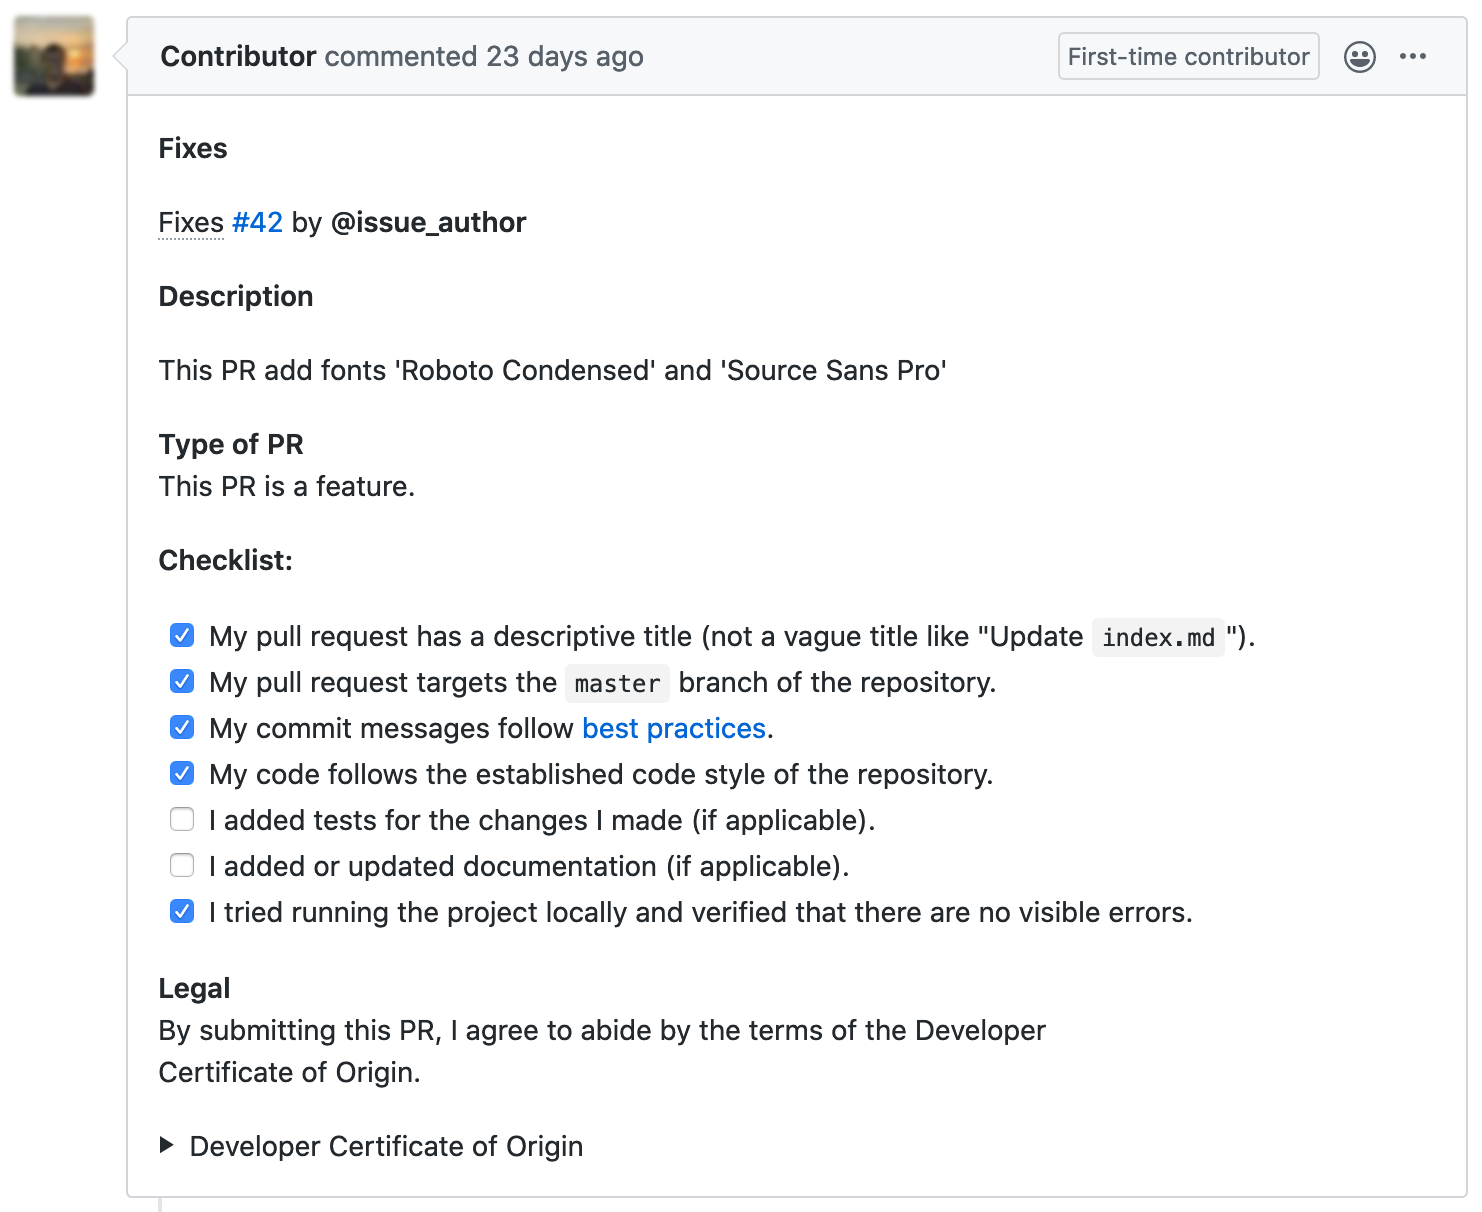 Contributor commented 23 days ago First-time contributor
Fixes
Fixes #42 by @issue_author
Description
This PR add fonts 'Roboto Condensed' and 'Source Sans Pro'
Type of PR
This PR is a feature.
Checklist:
My pull request has a descriptive title (not a vague title like "Update index.md").
My pull request targets the master branch of the repository.
My commit messages follow best practices.
My code follows the established code style of the repository.
I added tests for the changes I made (if applicable).
I added or updated documentation (if applicable).
I tried running the project locally and verified that there are no visible errors.
Legal
By submitting this PR, I agree to abide by the terms of the Developer
Certificate of Origin.
Developer Certificate of Origin